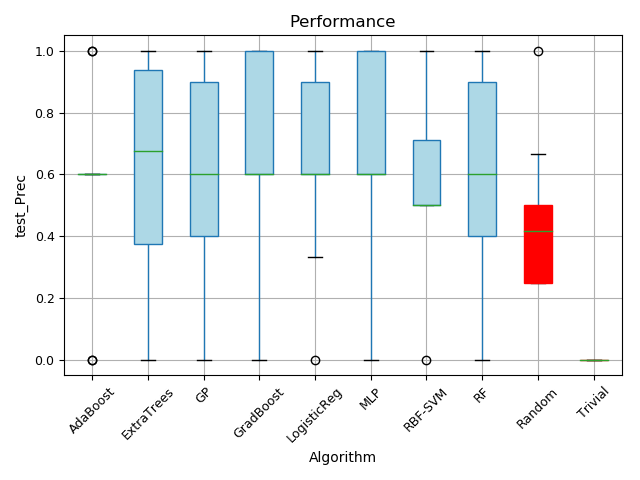 Performance
test_Prec
1.0
0.8
0.6
0.4
0.2
0.0
AdaBoost
ExtraTrees
GP
GradBoost
LogisticReg
MLP
RBF-SVM
RF
Random
Trivial
Algorithm